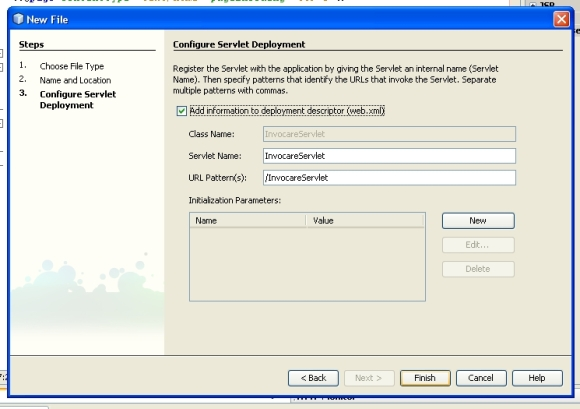 New File
Steps
1. Choose File Type
2. Name and Location
3. Configure Servlet
Deployment
Configure Servlet Deployment
Register the Servlet with the application by giving the Servlet an internal name (Servlet
Name). Then specify patterns that identify the URLs that invoke the Servlet. Separate
multiple patterns with commas.
Add information to deployment descriptor (web.xml)
Class Name: InvocareServlet
Servlet Name: InvocareServlet
URL Pattern(s): /InvocareServlet
Initialization Parameters:
Name Value
New
Edit...
Delete
< Back Next > Finish Cancel Help